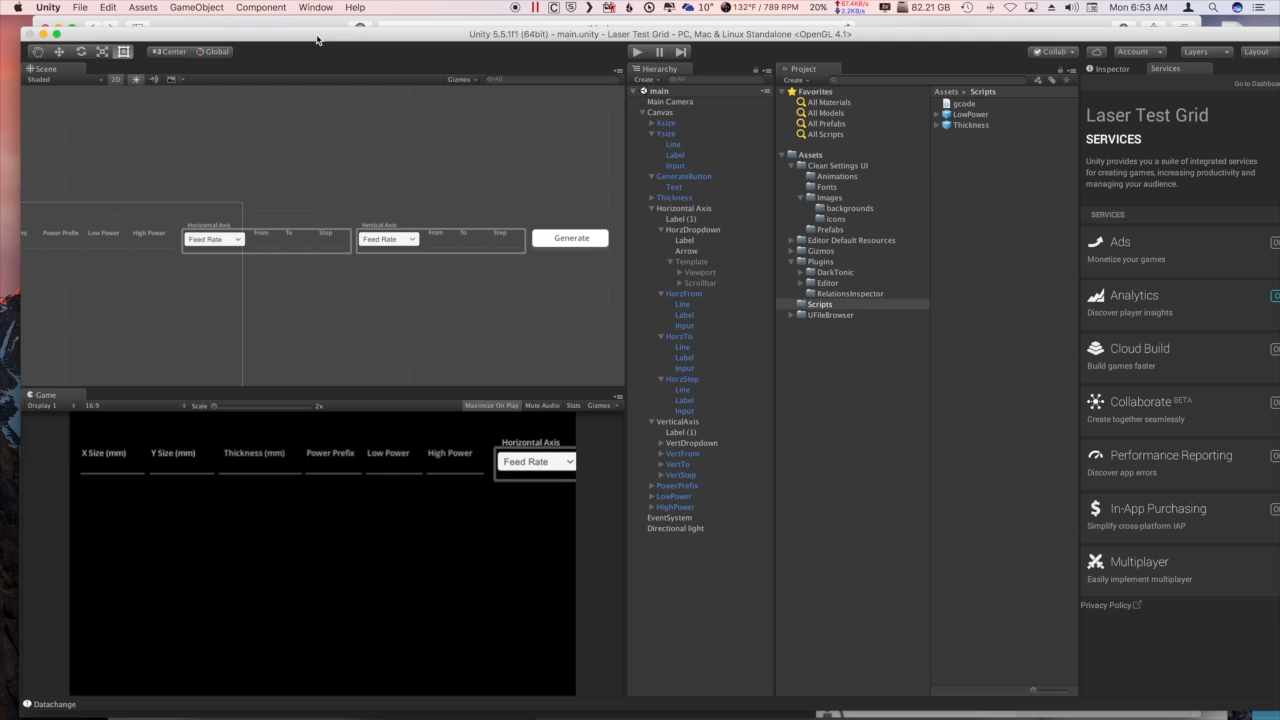 Unity File Edit Assets GameObject Component Window Help 67.4KB/s 2.2KB/s 132°F / 789 RPM 20% 82.21 GB Mon 6:53 AM
Unity 5.5.1f1 (64bit) - main.unity - Laser Test Grid - PC, Mac & Linux Standalone <OpenGL 4.1>
Center Global Collab Account Layers Layout
Scene
Shaded 2D Gizmos All
Power Prefix Low Power High Power
Horizontal Axis
Feed Rate From To Step
Vertical Axis
Feed Rate From To Step
Generate
Game
Display 1 16:9 Scale 2x Maximize On Play Mute Audio Stats Gizmos
X Size (mm) Y Size (mm) Thickness (mm) Power Prefix Low Power High Power
Horizontal Axis
Feed Rate
Datachange
Hierarchy
Create All
main
Main Camera
Canvas
Xsize
Ysize
Line
Label
Input
GenerateButton
Text
Thickness
Horizontal Axis
Label (1)
HorzDropdown
Label
Arrow
Template
Viewport
Scrollbar
HorzFrom
Line
Label
Input
HorzTo
Line
Label
Input
HorzStep
Line
Label
Input
VerticalAxis
Label (1)
VertDropdown
VertFrom
VertTo
VertStep
PowerPrefix
LowPower
HighPower
EventSystem
Directional light
Project
Create
Favorites
All Materials
All Models
All Prefabs
All Scripts
Assets
Clean Settings UI
Animations
Fonts
Images
backgrounds
icons
Prefabs
Editor Default Resources
Gizmos
Plugins
DarkTonic
Editor
RelationsInspector
Scripts
UFileBrowser
Assets Scripts
gcode
LowPower
Thickness
Inspector Services
Go to Dashboa
Laser Test Grid
SERVICES
Unity provides you a suite of integrated services
for creating games, increasing productivity and
managing your audience.
SERVICES
Ads
Monetize your games
Analytics
Discover player insights
Cloud Build
Build games faster
Collaborate BETA
Create together seamlessly
Performance Reporting
Discover app errors
In-App Purchasing
Simplify cross-platform IAP
Multiplayer
Easily implement multiplayer
Privacy Policy